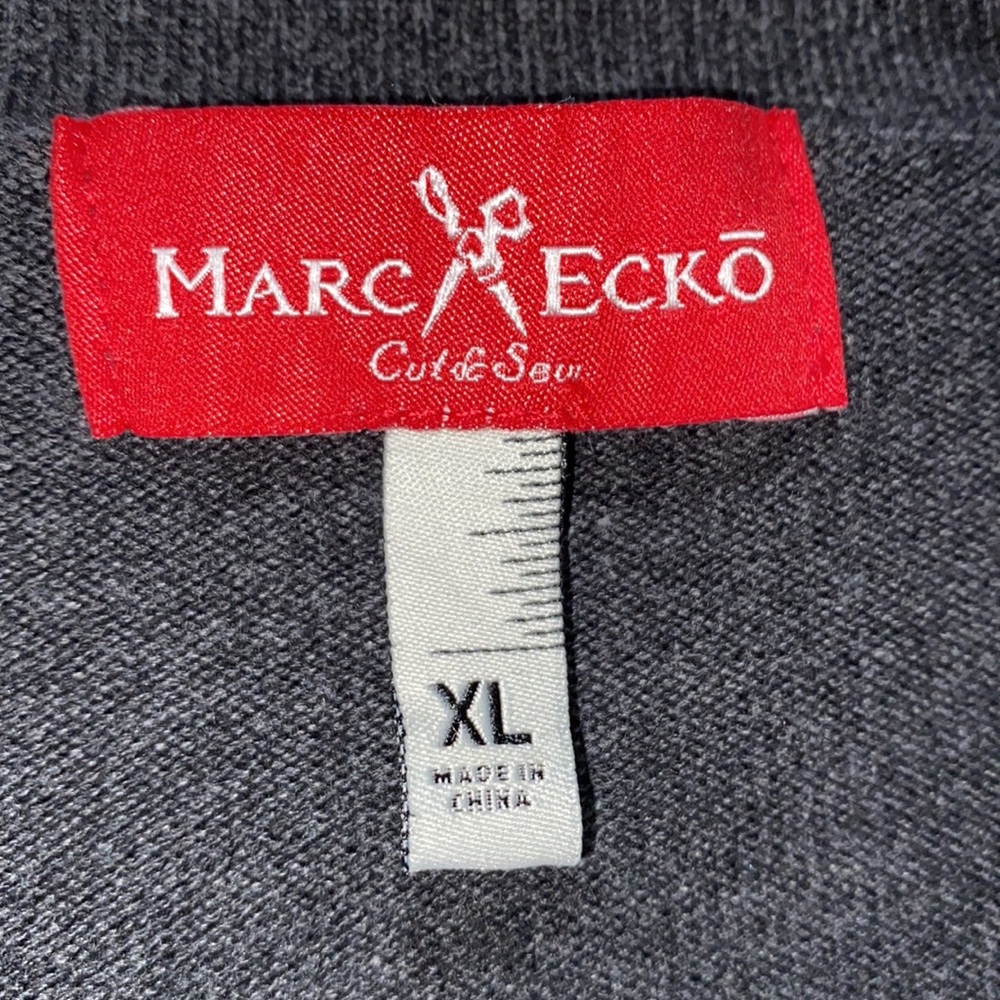 MARC ECKŌ
Cut & Sew
XL
MADE IN
CHINA